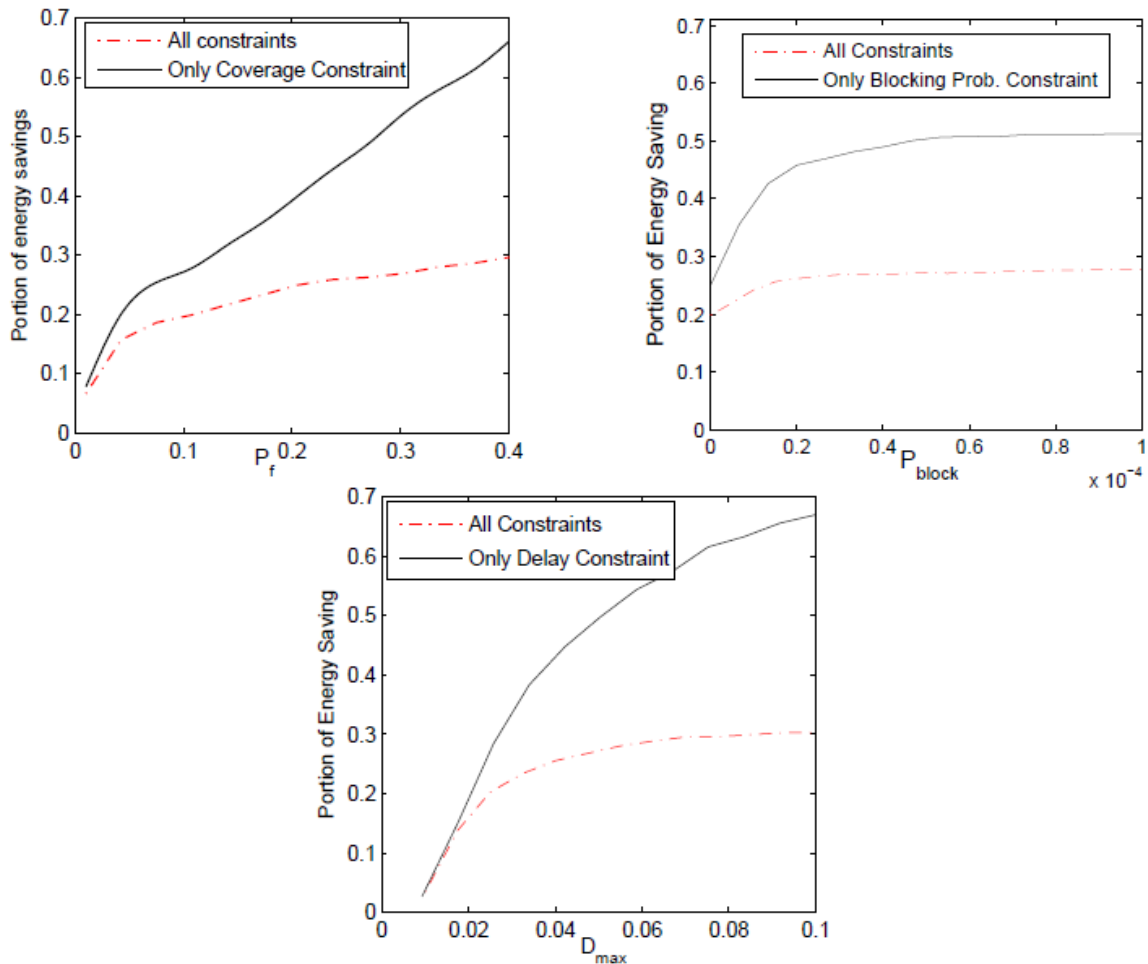 0.7
0.6
0.5
0.4
0.3
0.2
0.1
0
Portion of energy savings
All constraints
Only Coverage Constraint
0 0.1 0.2 0.3 0.4
P_f
0.7
0.6
0.5
0.4
0.3
0.2
0.1
0
Portion of Energy Saving
All Constraints
Only Blocking Prob. Constraint
0 0.2 0.4 0.6 0.8 1
P_block
x 10^-4
0.7
0.6
0.5
0.4
0.3
0.2
0.1
0
Portion of Energy Saving
All Constraints
Only Delay Constraint
0 0.02 0.04 0.06 0.08 0.1
D_max